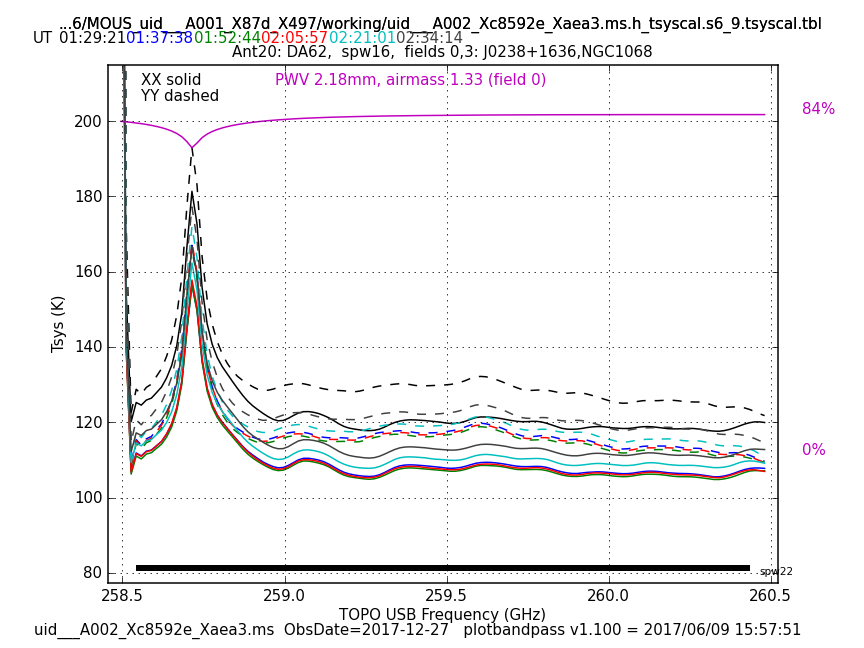 ...6/MOUS_uid___A001_X87d_X497/working/uid___A002_Xc8592e_Xaea3.ms.h_tsyscal.s6_9.tsyscal.tbl
UT 01:29:21 01:37:38 01:52:44 02:05:57 02:21:01 02:34:14
Ant20: DA62, spw16, fields 0,3: J0238+1636,NGC1068
XX solid
PWV 2.18mm, airmass 1.33 (field 0)
YY dashed
84%
200
180
160
140
120
100
80
Tsys (K)
0%
spw22
258.5 259.0 259.5 260.0 260.5
TOPO USB Frequency (GHz)
uid___A002_Xc8592e_Xaea3.ms ObsDate=2017-12-27 plotbandpass v1.100 = 2017/06/09 15:57:51